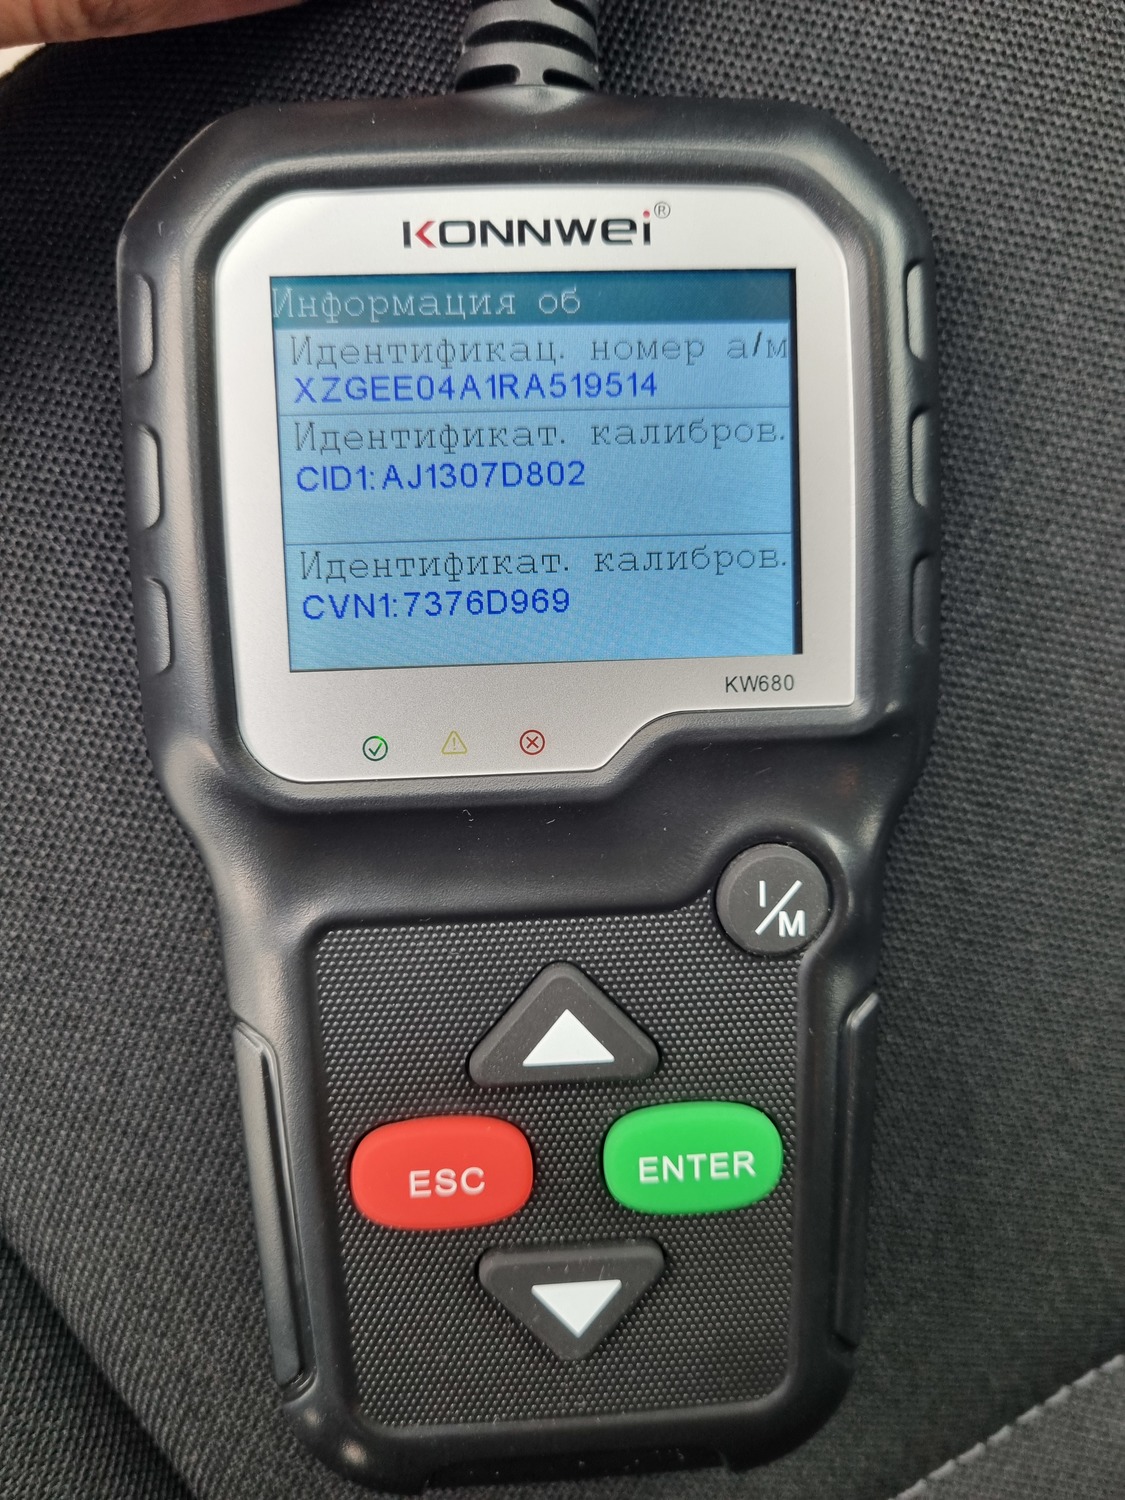 KONNWEI®
Информация об
Идентификац. номер а/м
XZGEE04A1RA519514
Идентификат. калибров.
CID1:AJ1307D802
Идентификат. калибров.
CVN1:7376D969
KW680
I/M
ESC
ENTER